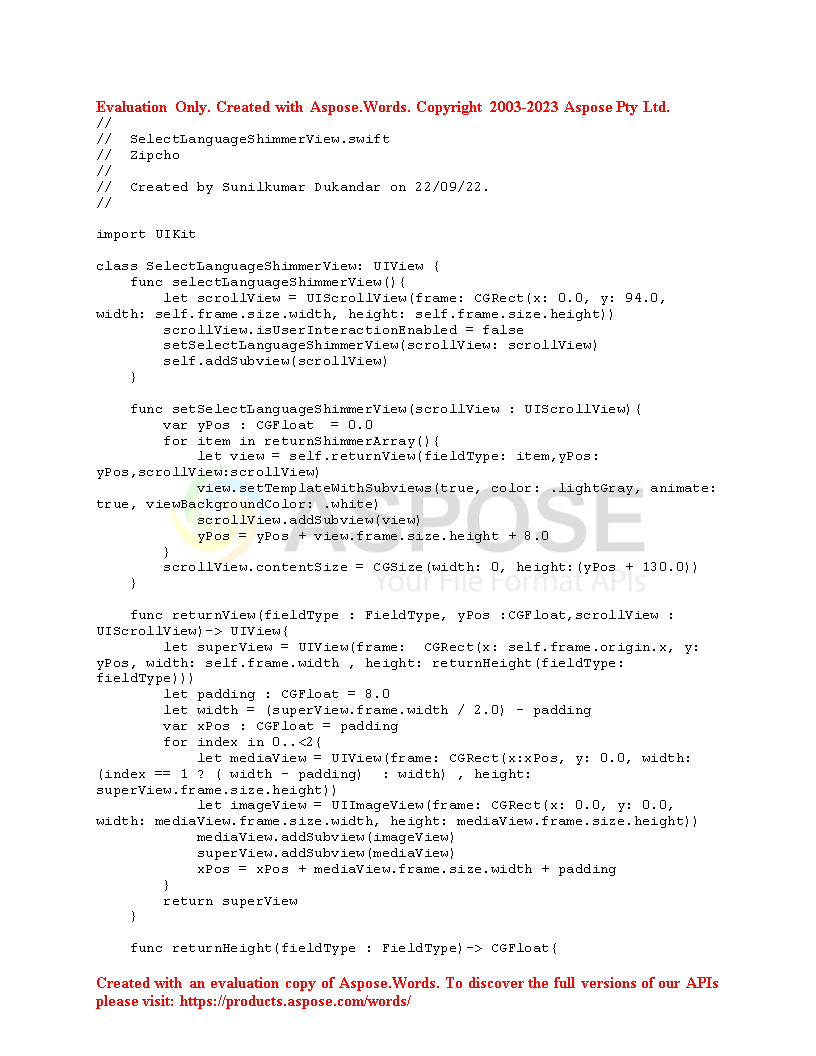 Evaluation Only. Created with Aspose.Words. Copyright 2003-2023 Aspose Pty Ltd.
//
//  SelectLanguageShimmerView.swift
//  Zipcho
//
//  Created by Sunilkumar Dukandar on 22/09/22.
//

import UIKit

class SelectLanguageShimmerView: UIView {
    func selectLanguageShimmerView(){
        let scrollView = UIScrollView(frame: CGRect(x: 0.0, y: 94.0,
width: self.frame.size.width, height: self.frame.size.height))
        scrollView.isUserInteractionEnabled = false
        setSelectLanguageShimmerView(scrollView: scrollView)
        self.addSubview(scrollView)
    }

    func setSelectLanguageShimmerView(scrollView : UIScrollView){
        var yPos : CGFloat  = 0.0
        for item in returnShimmerArray(){
            let view = self.returnView(fieldType: item,yPos:
yPos,scrollView:scrollView)
            view.setTemplateWithSubviews(true, color: .lightGray, animate:
true, viewBackgroundColor: .white)
            scrollView.addSubview(view)
            yPos = yPos + view.frame.size.height + 8.0
        }
        scrollView.contentSize = CGSize(width: 0, height:(yPos + 130.0))
    }
ASPOSE
Your File Format APIs

    func returnView(fieldType : FieldType, yPos :CGFloat,scrollView :
UIScrollView)-> UIView{
        let superView = UIView(frame:  CGRect(x: self.frame.origin.x, y:
yPos, width: self.frame.width , height: returnHeight(fieldType:
fieldType)))
        let padding : CGFloat = 8.0
        let width = (superView.frame.width / 2.0) - padding
        var xPos : CGFloat = padding
        for index in 0..<2{
            let mediaView = UIView(frame: CGRect(x:xPos, y: 0.0, width:
(index == 1 ? ( width - padding)  : width) , height:
superView.frame.size.height))
            let imageView = UIImageView(frame: CGRect(x: 0.0, y: 0.0,
width: mediaView.frame.size.width, height: mediaView.frame.size.height))
            mediaView.addSubview(imageView)
            superView.addSubview(mediaView)
            xPos = xPos + mediaView.frame.size.width + padding
        }
        return superView
    }

    func returnHeight(fieldType : FieldType)-> CGFloat{

Created with an evaluation copy of Aspose.Words. To discover the full versions of our APIs
please visit: https://products.aspose.com/words/